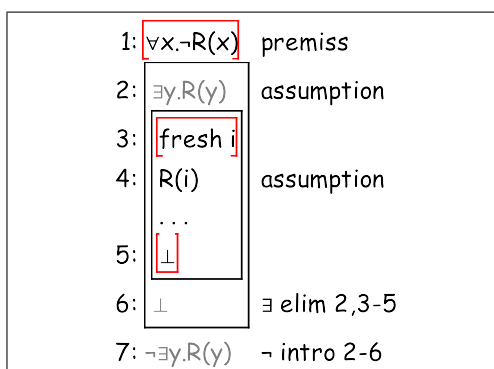 1: ∀x.¬R(x) premiss
2: ∃y.R(y) assumption
3: fresh i
4: R(i) assumption
...
5: ⊥
6: ⊥ ∃ elim 2,3-5
7: ¬∃y.R(y) ¬ intro 2-6